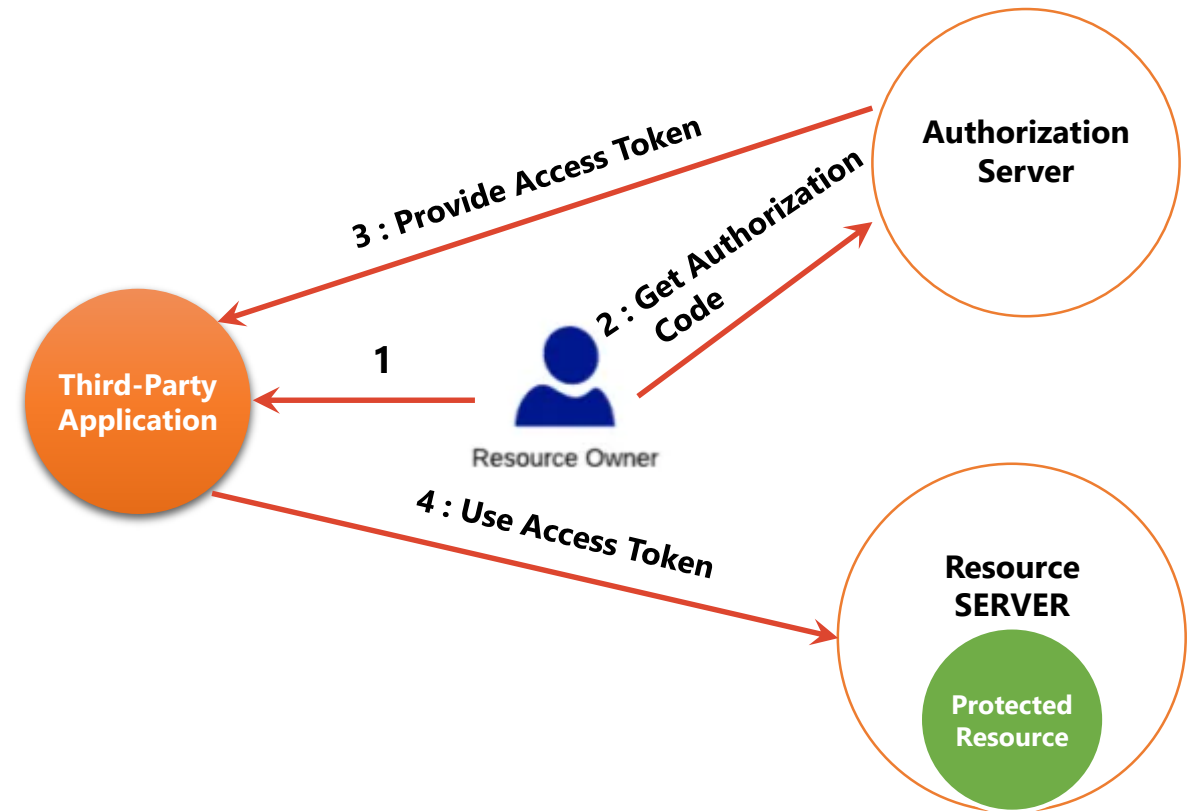 Authorization
Server
3 : Provide Access Token
2 : Get Authorization
Code
1
Third-Party
Application
Resource Owner
4 : Use Access Token
Resource
SERVER
Protected
Resource